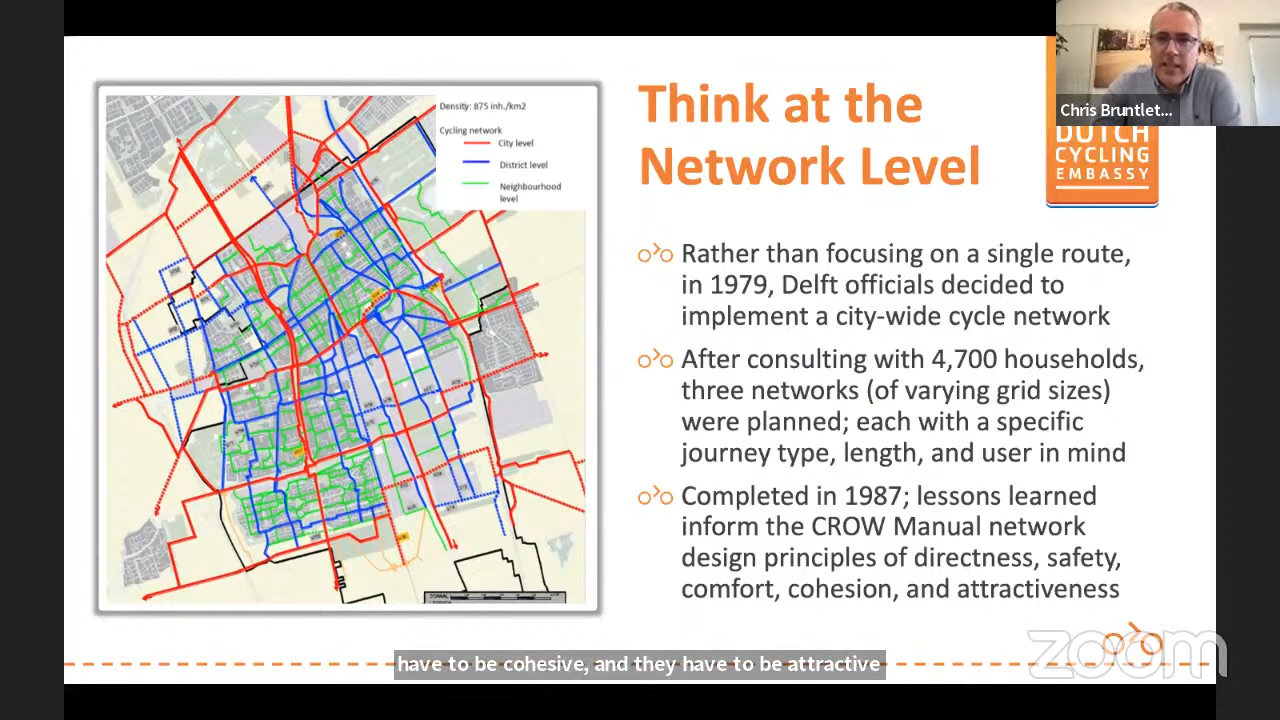 Chris Bruntlet...
Density: 875 inh./km2
Cycling network
City level
District level
Neighbourhood
level
Think at the
Network Level
DUTCH
CYCLING
EMBASSY
Rather than focusing on a single route,
in 1979, Delft officials decided to
implement a city-wide cycle network
After consulting with 4,700 households,
three networks (of varying grid sizes)
were planned; each with a specific
journey type, length, and user in mind
Completed in 1987; lessons learned
inform the CROW Manual network
design principles of directness, safety,
comfort, cohesion, and attractiveness
have to be cohesive, and they have to be attractive
zoom